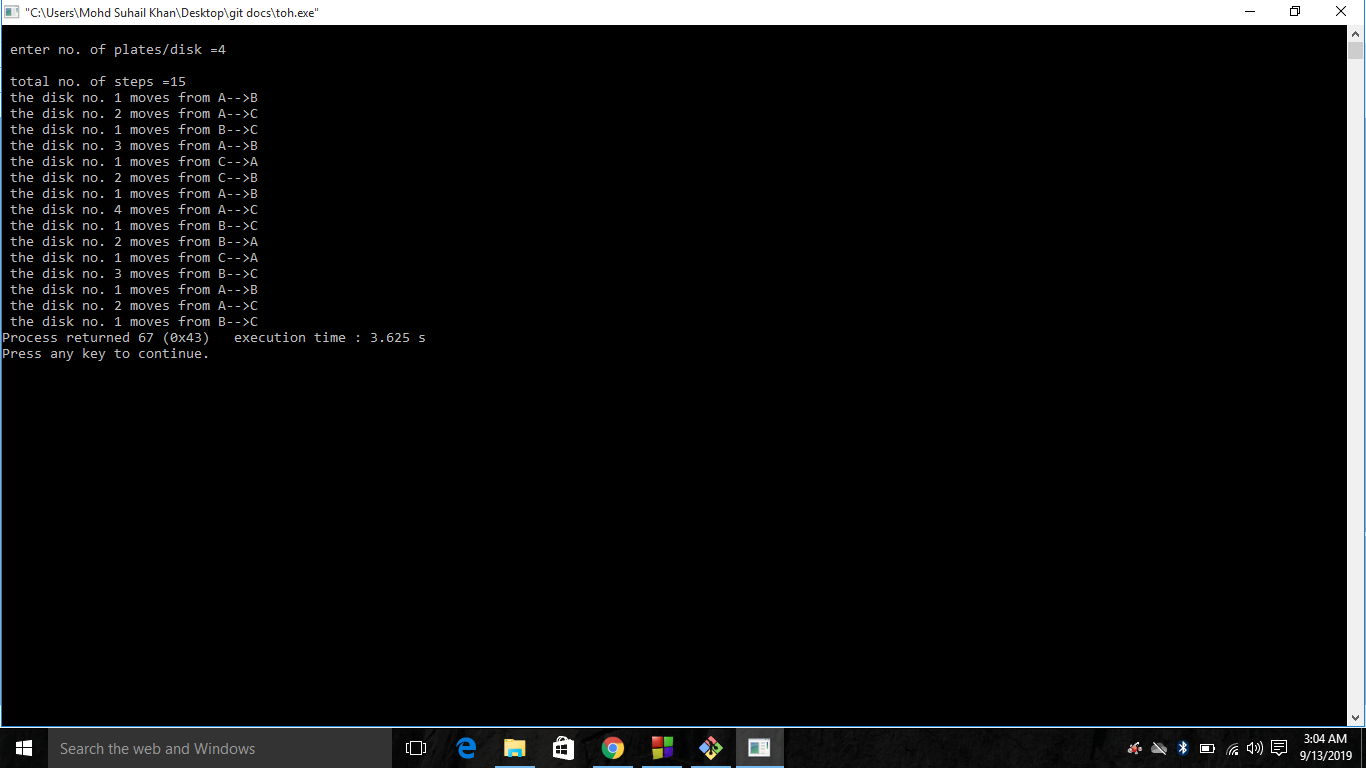 "C:\Users\Mohd Suhail Khan\Desktop\git docs\toh.exe"
enter no. of plates/disk =4
total no. of steps =15
the disk no. 1 moves from A-->B
the disk no. 2 moves from A-->C
the disk no. 1 moves from B-->C
the disk no. 3 moves from A-->B
the disk no. 1 moves from C-->A
the disk no. 2 moves from C-->B
the disk no. 1 moves from A-->B
the disk no. 4 moves from A-->C
the disk no. 1 moves from B-->C
the disk no. 2 moves from B-->A
the disk no. 1 moves from C-->A
the disk no. 3 moves from B-->C
the disk no. 1 moves from A-->B
the disk no. 2 moves from A-->C
the disk no. 1 moves from B-->C
Process returned 67 (0x43)   execution time : 3.625 s
Press any key to continue.
Search the web and Windows
3:04 AM
9/13/2019